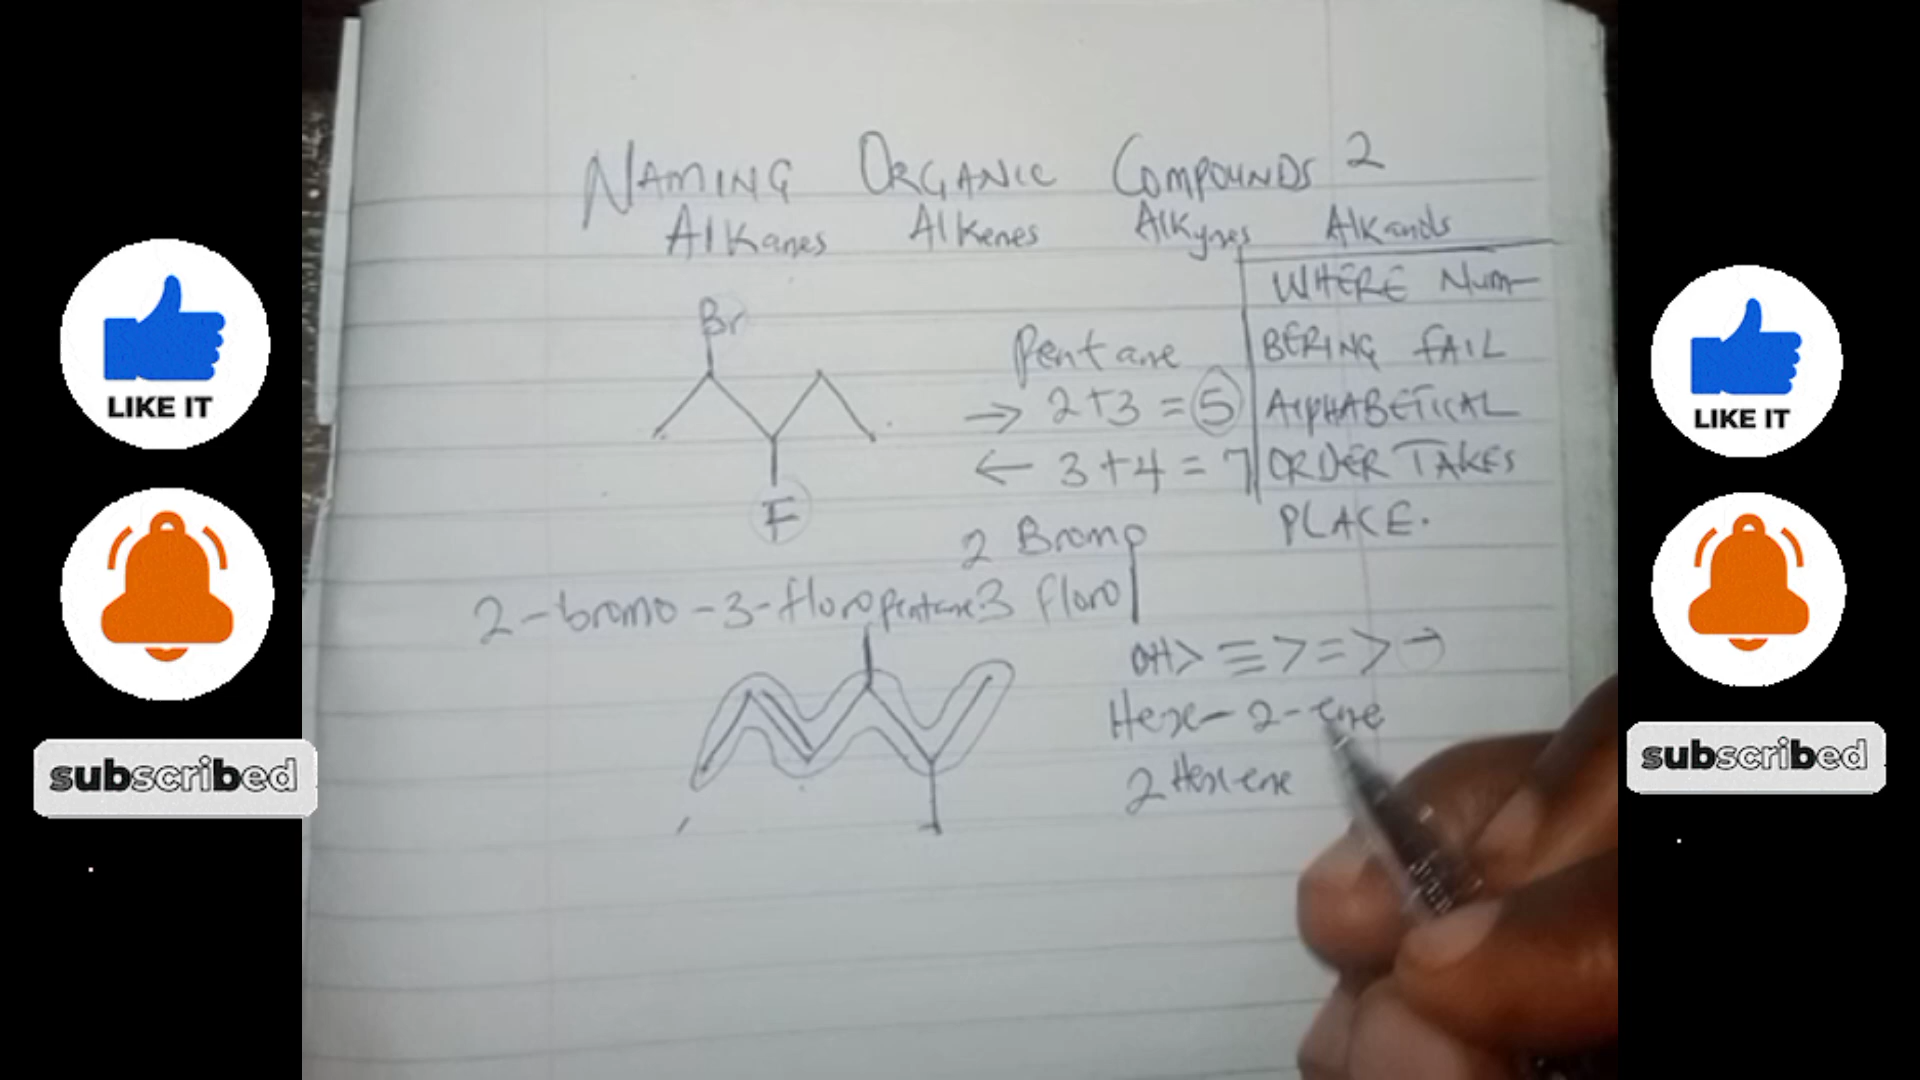 NAMING ORGANIC COMPOUNDS 2
Alkanes Alkenes Alkynes Alkanols
WHERE NUM-
BERING FAIL
ALPHABETICAL
ORDER TAKES
PLACE.
Br
F
Pentane
→ 2+3 = 5
← 3+4 = 7
2 Bromo
3 floro
2-bromo-3-floropentane
OH > ≡ > = > -
Hex-2-ene
2 Hex-ene
LIKE IT
subscribed
LIKE IT
subscribed